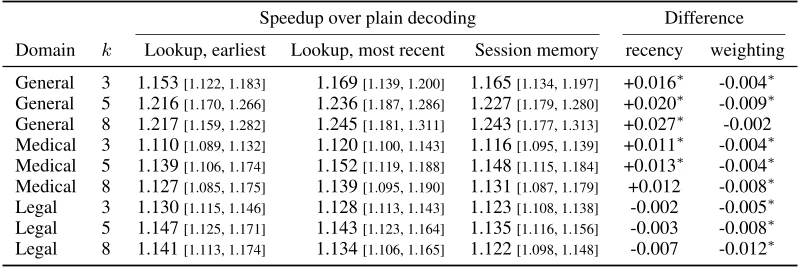 Speedup over plain decoding Difference
Domain k Lookup, earliest Lookup, most recent Session memory recency weighting
General 3 1.153 [1.122, 1.183] 1.169 [1.139, 1.200] 1.165 [1.134, 1.197] +0.016* -0.004*
General 5 1.216 [1.170, 1.266] 1.236 [1.187, 1.286] 1.227 [1.179, 1.280] +0.020* -0.009*
General 8 1.217 [1.159, 1.282] 1.245 [1.181, 1.311] 1.243 [1.177, 1.313] +0.027* -0.002
Medical 3 1.110 [1.089, 1.132] 1.120 [1.100, 1.143] 1.116 [1.095, 1.139] +0.011* -0.004*
Medical 5 1.139 [1.106, 1.174] 1.152 [1.119, 1.188] 1.148 [1.115, 1.184] +0.013* -0.004*
Medical 8 1.127 [1.085, 1.175] 1.139 [1.095, 1.190] 1.131 [1.087, 1.179] +0.012 -0.008*
Legal 3 1.130 [1.115, 1.146] 1.128 [1.113, 1.143] 1.123 [1.108, 1.138] -0.002 -0.005*
Legal 5 1.147 [1.125, 1.171] 1.143 [1.123, 1.164] 1.135 [1.116, 1.156] -0.003 -0.008*
Legal 8 1.141 [1.113, 1.174] 1.134 [1.106, 1.165] 1.122 [1.098, 1.148] -0.007 -0.012*